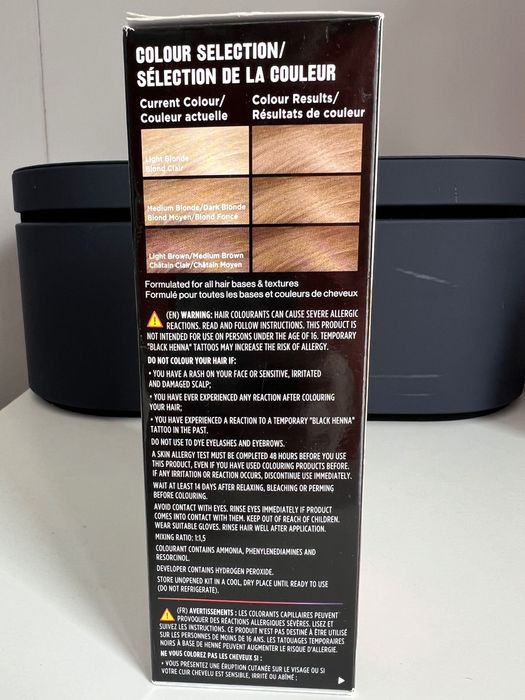 COLOUR SELECTION/
SÉLECTION DE LA COULEUR
Current Colour/
Couleur actuelle
Colour Results/
Résultats de couleur
Light Blonde
Blond Clair
Medium Blonde/Dark Blonde
Blond Moyen/Blond Foncé
Light Brown/Medium Brown
Châtain Clair/Châtain Moyen
Formulated for all hair bases & textures
Formulé pour toutes les bases et couleurs de cheveux
(EN) WARNING: HAIR COLOURANTS CAN CAUSE SEVERE ALLERGIC
REACTIONS. READ AND FOLLOW INSTRUCTIONS. THIS PRODUCT IS
NOT INTENDED FOR USE ON PERSONS UNDER THE AGE OF 16. TEMPORARY
"BLACK HENNA" TATTOOS MAY INCREASE THE RISK OF ALLERGY.
DO NOT COLOUR YOUR HAIR IF:
• YOU HAVE A RASH ON YOUR FACE OR SENSITIVE, IRRITATED
AND DAMAGED SCALP;
• YOU HAVE EVER EXPERIENCED ANY REACTION AFTER COLOURING
YOUR HAIR;
• YOU HAVE EXPERIENCED A REACTION TO A TEMPORARY "BLACK HENNA"
TATTOO IN THE PAST.
DO NOT USE TO DYE EYELASHES AND EYEBROWS.
A SKIN ALLERGY TEST MUST BE COMPLETED 48 HOURS BEFORE YOU USE
THIS PRODUCT, EVEN IF YOU HAVE USED COLOURING PRODUCTS BEFORE.
IF ANY IRRITATION OR REACTION OCCURS, DISCONTINUE USE IMMEDIATELY.
WAIT AT LEAST 14 DAYS AFTER RELAXING, BLEACHING OR PERMING
BEFORE COLOURING.
AVOID CONTACT WITH EYES. RINSE EYES IMMEDIATELY IF PRODUCT
COMES INTO CONTACT WITH THEM. KEEP OUT OF REACH OF CHILDREN.
WEAR SUITABLE GLOVES. RINSE HAIR WELL AFTER APPLICATION.
MIXING RATIO: 1:1,5
COLOURANT CONTAINS AMMONIA, PHENYLENEDIAMINES AND
RESORCINOL.
DEVELOPER CONTAINS HYDROGEN PEROXIDE.
STORE UNOPENED KIT IN A COOL, DRY PLACE UNTIL READY TO USE
(DO NOT REFRIGERATE).
(FR) AVERTISSEMENTS : LES COLORANTS CAPILLAIRES PEUVENT
PROVOQUER DES RÉACTIONS ALLERGIQUES SÉVÈRES. LISEZ ET
SUIVEZ LES INSTRUCTIONS. CE PRODUIT N'EST PAS DESTINÉ À ÊTRE UTILISÉ
SUR LES PERSONNES DE MOINS DE 16 ANS. LES TATOUAGES TEMPORAIRES
NOIRS À BASE DE HENNÉ PEUVENT AUGMENTER LE RISQUE D'ALLERGIE.
NE VOUS COLOREZ PAS LES CHEVEUX SI :
• VOUS PRÉSENTEZ UNE ÉRUPTION CUTANÉE SUR LE VISAGE OU SI
VOTRE CUIR CHEVELU EST SENSIBLE, IRRITÉ OU ABÎMÉ ;